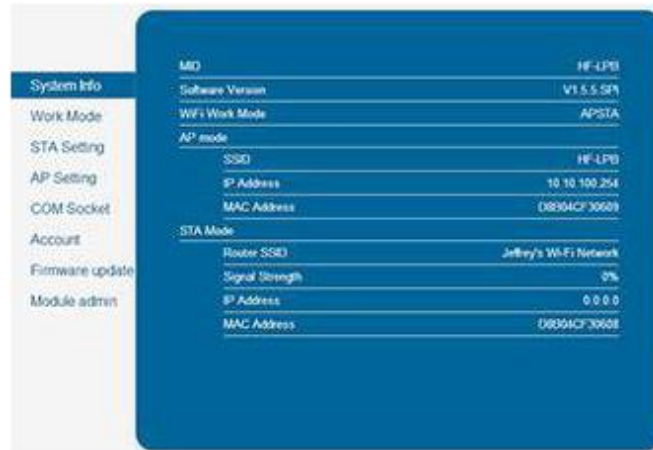 System Info
Work Mode
STA Setting
AP Setting
COM Socket
Account
Firmware update
Module admin
MID HF-LPB
Software Version V1.5.5.SPI
WiFi Work Mode APSTA
AP mode
SSID HF-LPB
IP Address 10.10.100.254
MAC Address
STA Mode
Router SSID Jeffrey's Wi-Fi Network
Signal Strength 0%
IP Address 0.0.0.0
MAC Address